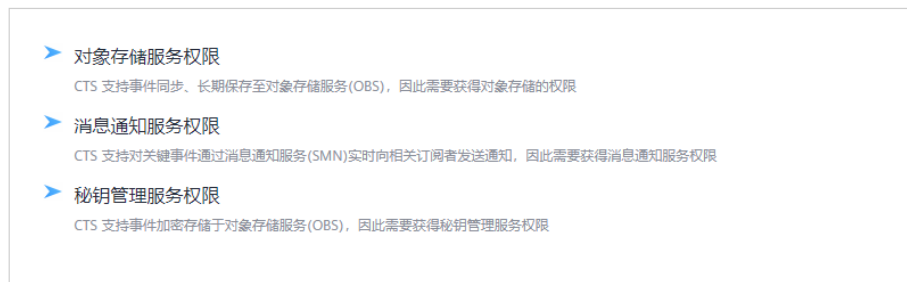 对象存储服务权限
CTS 支持事件同步、长期保存至对象存储服务(OBS)，因此需要获得对象存储的权限
消息通知服务权限
CTS 支持对关键事件通过消息通知服务(SMN)实时向相关订阅者发送通知，因此需要获得消息通知服务权限
秘钥管理服务权限
CTS 支持事件加密存储于对象存储服务(OBS)，因此需要获得秘钥管理服务权限